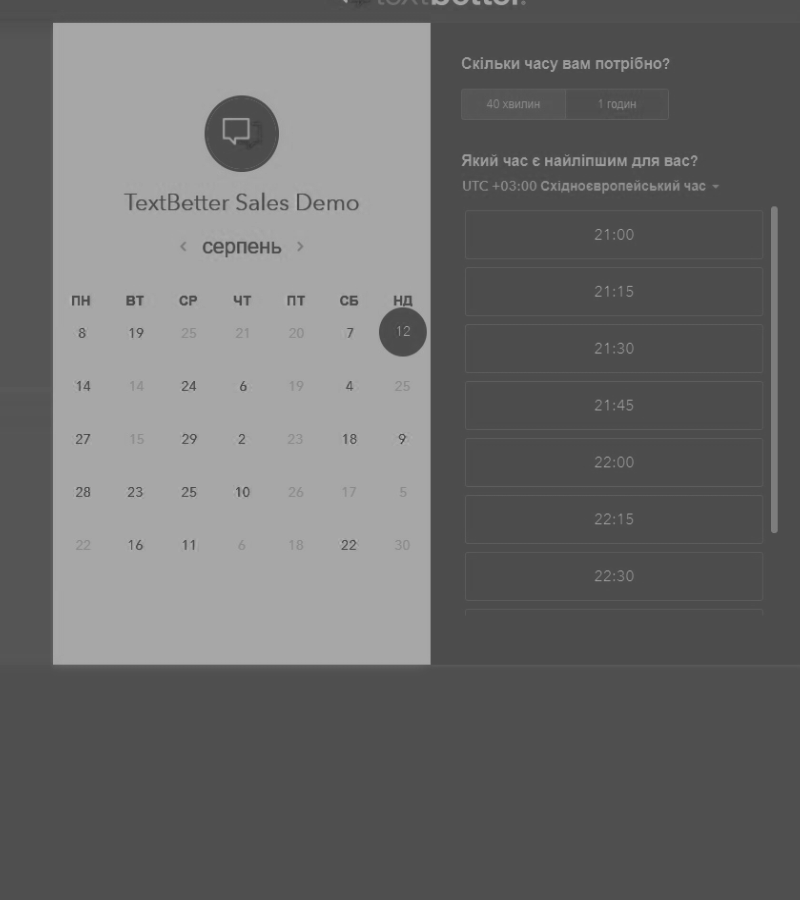 textbetter.
TextBetter Sales Demo
‹ серпень ›
ПН ВТ СР ЧТ ПТ СБ НД
8 19 25 21 20 7 12
14 14 24 6 19 4 25
27 15 29 2 23 18 9
28 23 25 10 26 17 5
22 16 11 6 18 22 30
Скільки часу вам потрібно?
40 хвилин 1 годин
Який час є найліпшим для вас?
UTC +03:00 Східноєвропейський час
21:00
21:15
21:30
21:45
22:00
22:15
22:30